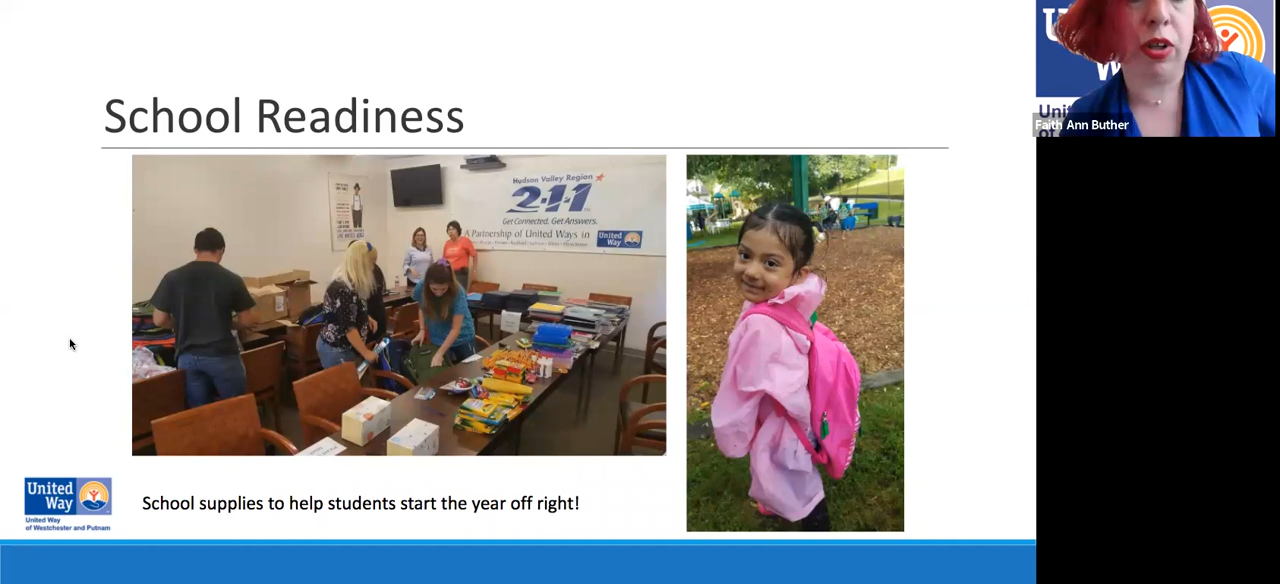 School Readiness
Hudson Valley Region
2-1-1
Get Connected. Get Answers.
A Partnership of United Ways in
United
Way
United
Way
United Way
of Westchester and Putnam
School supplies to help students start the year off right!
Faith Ann Buther